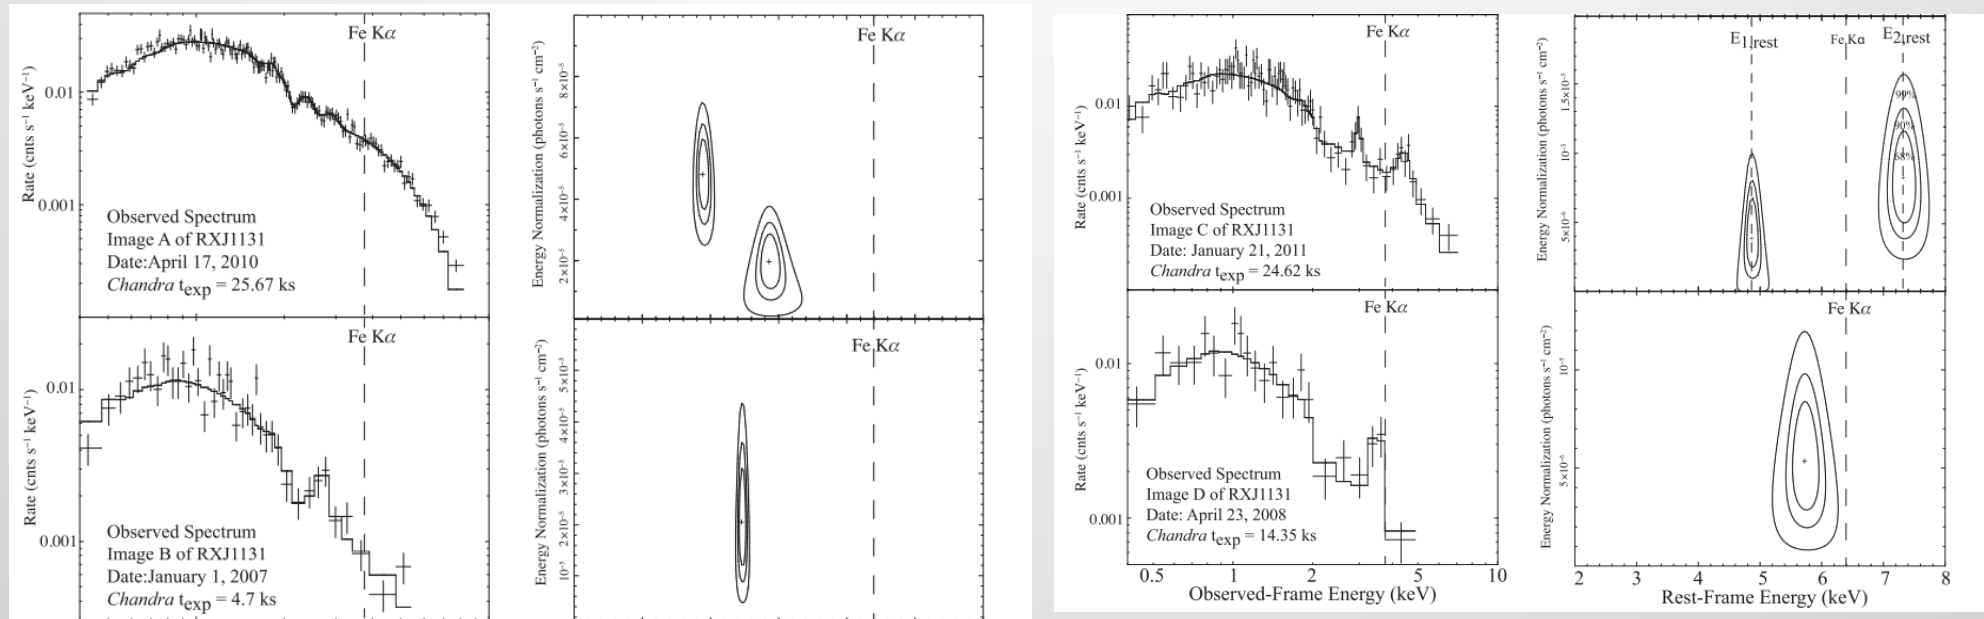 Fe Kα
0.01
0.001
Rate (cnts s⁻¹ keV⁻¹)
Observed Spectrum
Image A of RXJ1131
Date:April 17, 2010
Chandra texp = 25.67 ks
Fe Kα
Energy Normalization (photons s⁻¹ cm⁻²)
8×10⁻⁵
6×10⁻⁵
4×10⁻⁵
2×10⁻⁵
Fe Kα
0.01
0.001
Rate (cnts s⁻¹ keV⁻¹)
Observed Spectrum
Image B of RXJ1131
Date:January 1, 2007
Chandra texp = 4.7 ks
Fe Kα
Energy Normalization (photons s⁻¹ cm⁻²)
5×10⁻⁵
4×10⁻⁵
3×10⁻⁵
2×10⁻⁵
10⁻⁵
Fe Kα
0.01
0.001
Rate (cnts s⁻¹ keV⁻¹)
Observed Spectrum
Image C of RXJ1131
Date: January 21, 2011
Chandra texp = 24.62 ks
E1,rest Fe Kα E2,rest
99%
90%
68%
Energy Normalization (photons s⁻¹ cm⁻²)
1.5×10⁻⁵
10⁻⁵
5×10⁻⁶
Fe Kα
0.01
0.001
Rate (cnts s⁻¹ keV⁻¹)
Observed Spectrum
Image D of RXJ1131
Date: April 23, 2008
Chandra texp = 14.35 ks
0.5 1 2 5 10
Observed-Frame Energy (keV)
Fe Kα
Energy Normalization (photons s⁻¹ cm⁻²)
10⁻⁵
5×10⁻⁶
2 3 4 5 6 7 8
Rest-Frame Energy (keV)